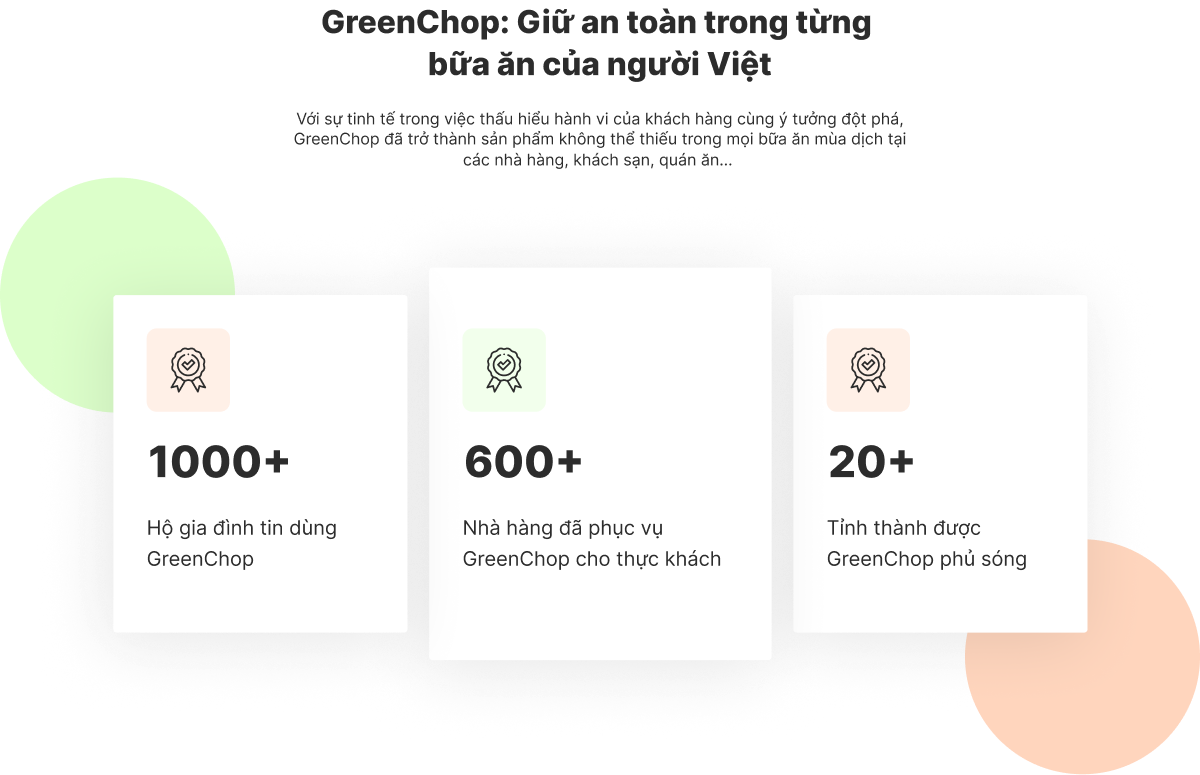 GreenChop: Giữ an toàn trong từng
bữa ăn của người Việt
Với sự tinh tế trong việc thấu hiểu hành vi của khách hàng cùng ý tưởng đột phá,
GreenChop đã trở thành sản phẩm không thể thiếu trong mọi bữa ăn mùa dịch tại
các nhà hàng, khách sạn, quán ăn...
1000+
Hộ gia đình tin dùng
GreenChop
600+
Nhà hàng đã phục vụ
GreenChop cho thực khách
20+
Tỉnh thành được
GreenChop phủ sóng